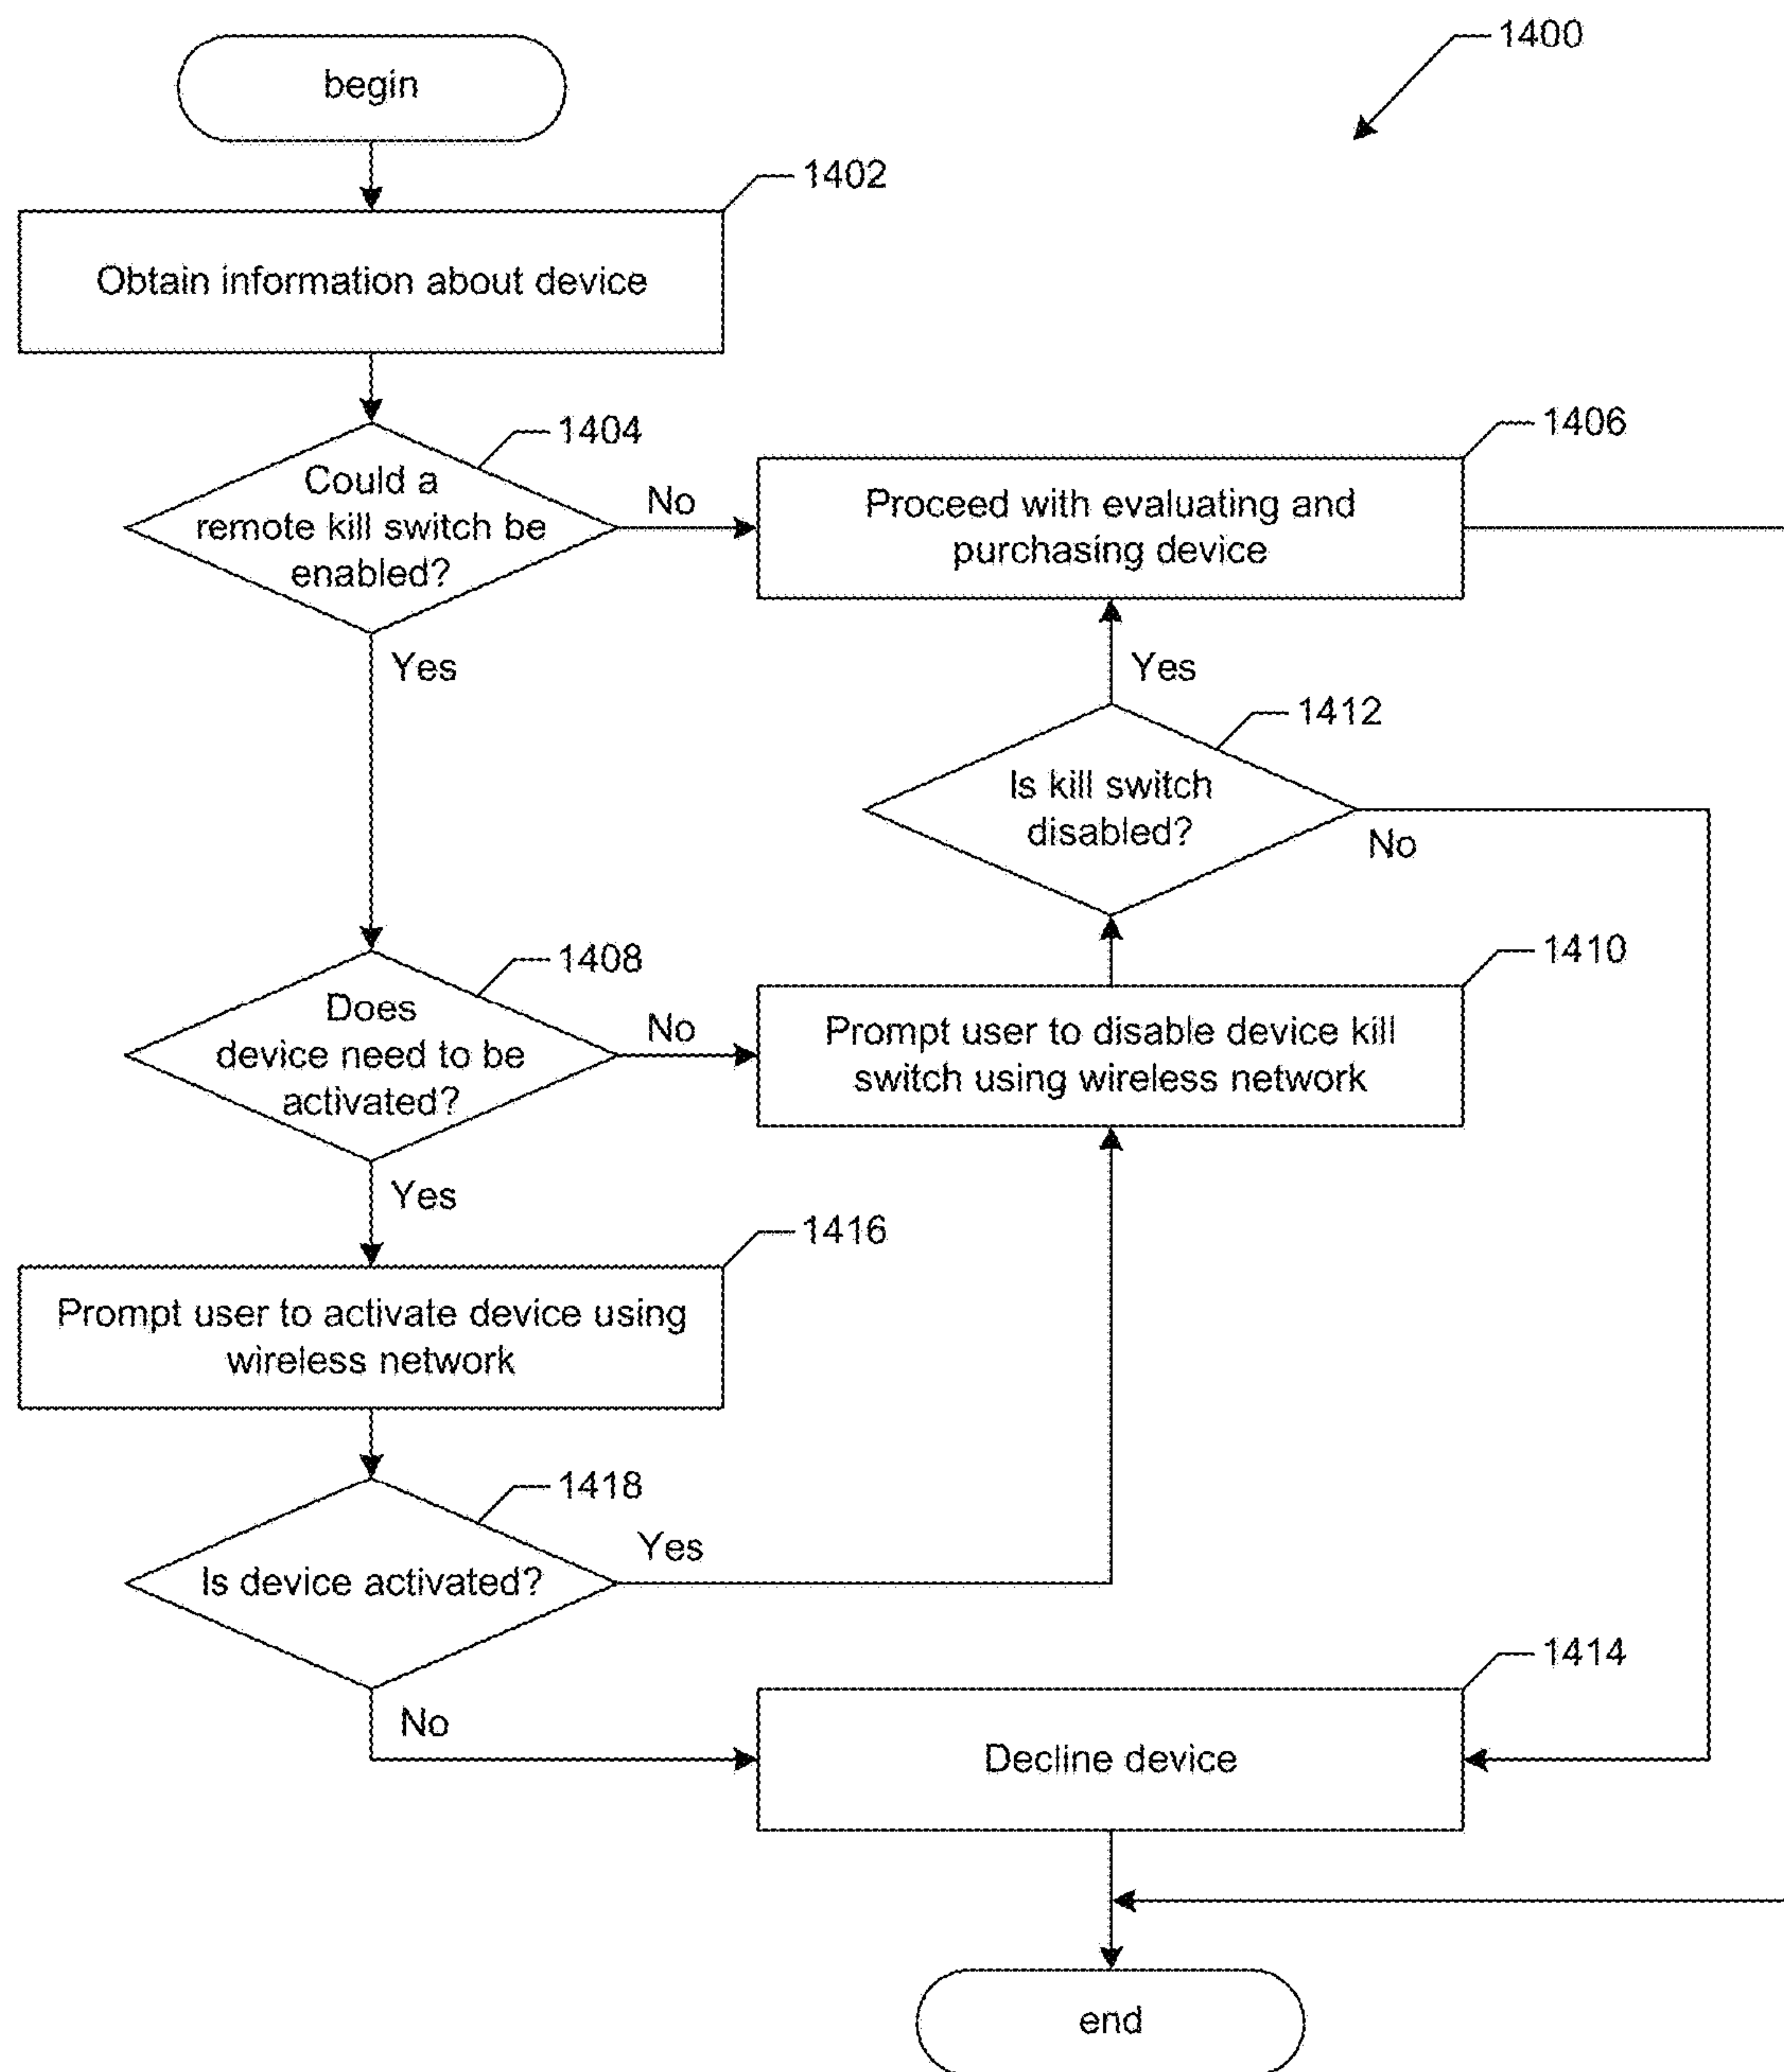 1400
begin
1402
Obtain information about device
1404
Could a
remote kill switch be
enabled?
No
Yes
1406
Proceed with evaluating and
purchasing device
Yes
1412
Is kill switch
disabled?
No
1408
Does
device need to be
activated?
No
Yes
1410
Prompt user to disable device kill
switch using wireless network
1416
Prompt user to activate device using
wireless network
1418
Is device activated?
Yes
No
1414
Decline device
end